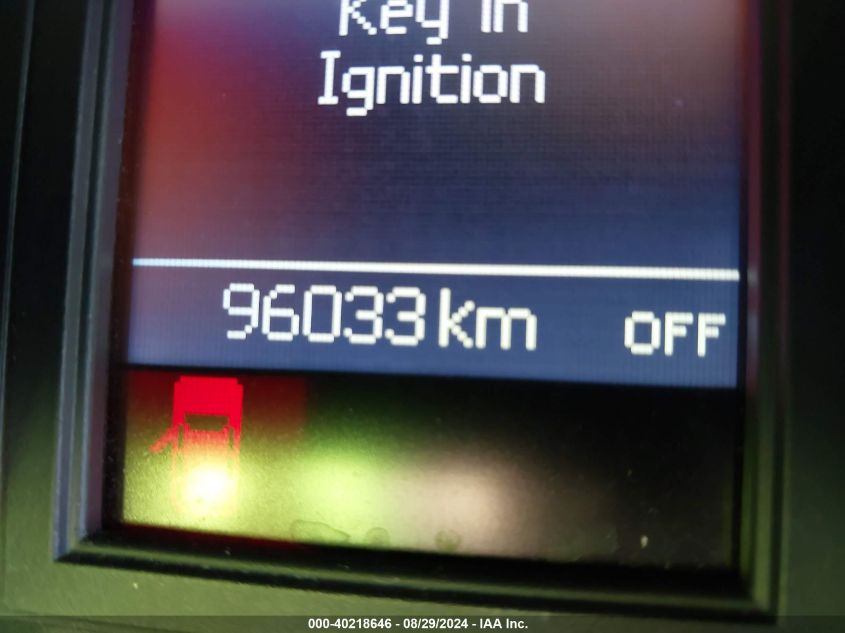 Key in
Ignition
96033 km OFF
000-40218646 - 08/29/2024 - IAA Inc.